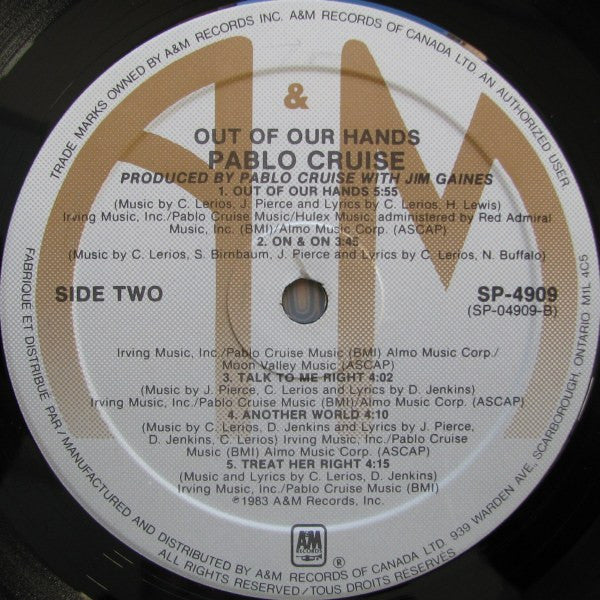 TRADE MARKS OWNED BY A&M RECORDS INC. A&M RECORDS OF CANADA LTD. AN AUTHORIZED USER
&
OUT OF OUR HANDS
PABLO CRUISE
PRODUCED BY PABLO CRUISE WITH JIM GAINES
1. OUT OF OUR HANDS 5:55
(Music by C. Lerios, J. Pierce and Lyrics by C. Lerios, H. Lewis)
Irving Music, Inc./Pablo Cruise Music/Hulex Music, administered by Red Admiral
Music, Inc. (BMI)/Almo Music Corp. (ASCAP)
2. ON & ON 3:45
(Music by C. Lerios, S. Birnbaum, J. Pierce and Lyrics by C. Lerios, N. Buffalo)
SIDE TWO
SP-4909
(SP-04909-B)
Irving Music, Inc./Pablo Cruise Music (BMI) Almo Music Corp./
Moon Valley Music (ASCAP)
3. TALK TO ME RIGHT 4:02
(Music by J. Pierce, C. Lerios and Lyrics by D. Jenkins)
Irving Music, Inc./Pablo Cruise Music (BMI)/Almo Music Corp. (ASCAP)
4. ANOTHER WORLD 4:10
(Music by C. Lerios, D. Jenkins and Lyrics by J. Pierce,
D. Jenkins, C. Lerios) Irving Music, Inc./Pablo Cruise
Music (BMI) Almo Music Corp. (ASCAP)
5. TREAT HER RIGHT 4:15
(Music and Lyrics by C. Lerios, D. Jenkins)
Irving Music, Inc./Pablo Cruise Music (BMI)
℗1983 A&M Records, Inc.
A&M
RECORDS
®
FABRIQUÉ ET DISTRIBUÉ PAR / MANUFACTURED AND DISTRIBUTED BY A&M RECORDS OF CANADA LTD. 939 WARDEN AVE., SCARBOROUGH, ONTARIO M1L 4C5
ALL RIGHTS RESERVED / TOUS DROITS RESERVÉS